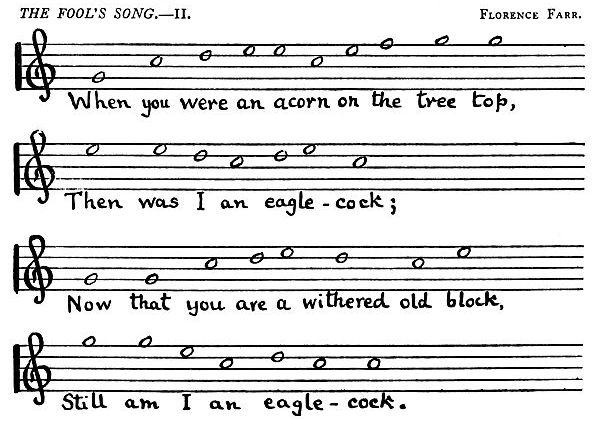 THE FOOL'S SONG.—II. FLORENCE FARR.
When you were an acorn on the tree top,
Then was I an eagle-cock;
Now that you are a withered old block,
Still am I an eagle-cock.